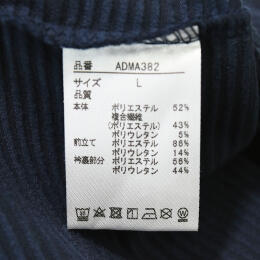 品番 ADMA382
サイズ L
品質
本体 ポリエステル 52%
複合繊維
(ポリエステル) 43%
ポリウレタン 5%
前立て ポリエステル 86%
ポリウレタン 14%
衿裏部分 ポリエステル 56%
ポリウレタン 44%